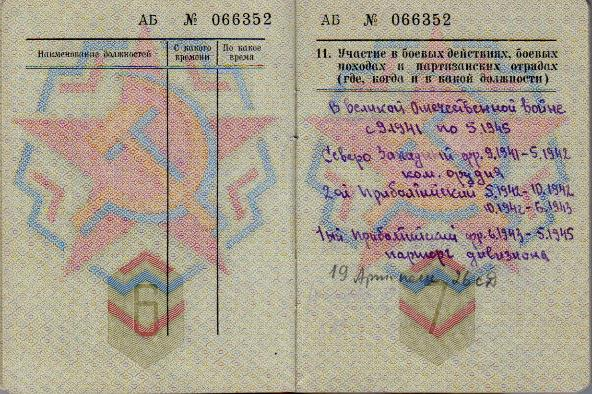 АБ № 066352
Наименование должностей
С какого времени
По какое время
6
АБ № 066352
11. Участие в боевых действиях, боевых
походах и партизанских отрядах
(где, когда и в какой должности)
В великой Отечественной войне
с 9.1941 по 5.1945
Северо Западный фр. 9.1941-5.1942
ком. орудия
2ой Прибалтийский 5.1942-10.1942
10.1942-6.1943
1ый Прибалтийский фр. 6.1943-5.1945
парторг дивизиона
19 Арт полк 26 сд
7